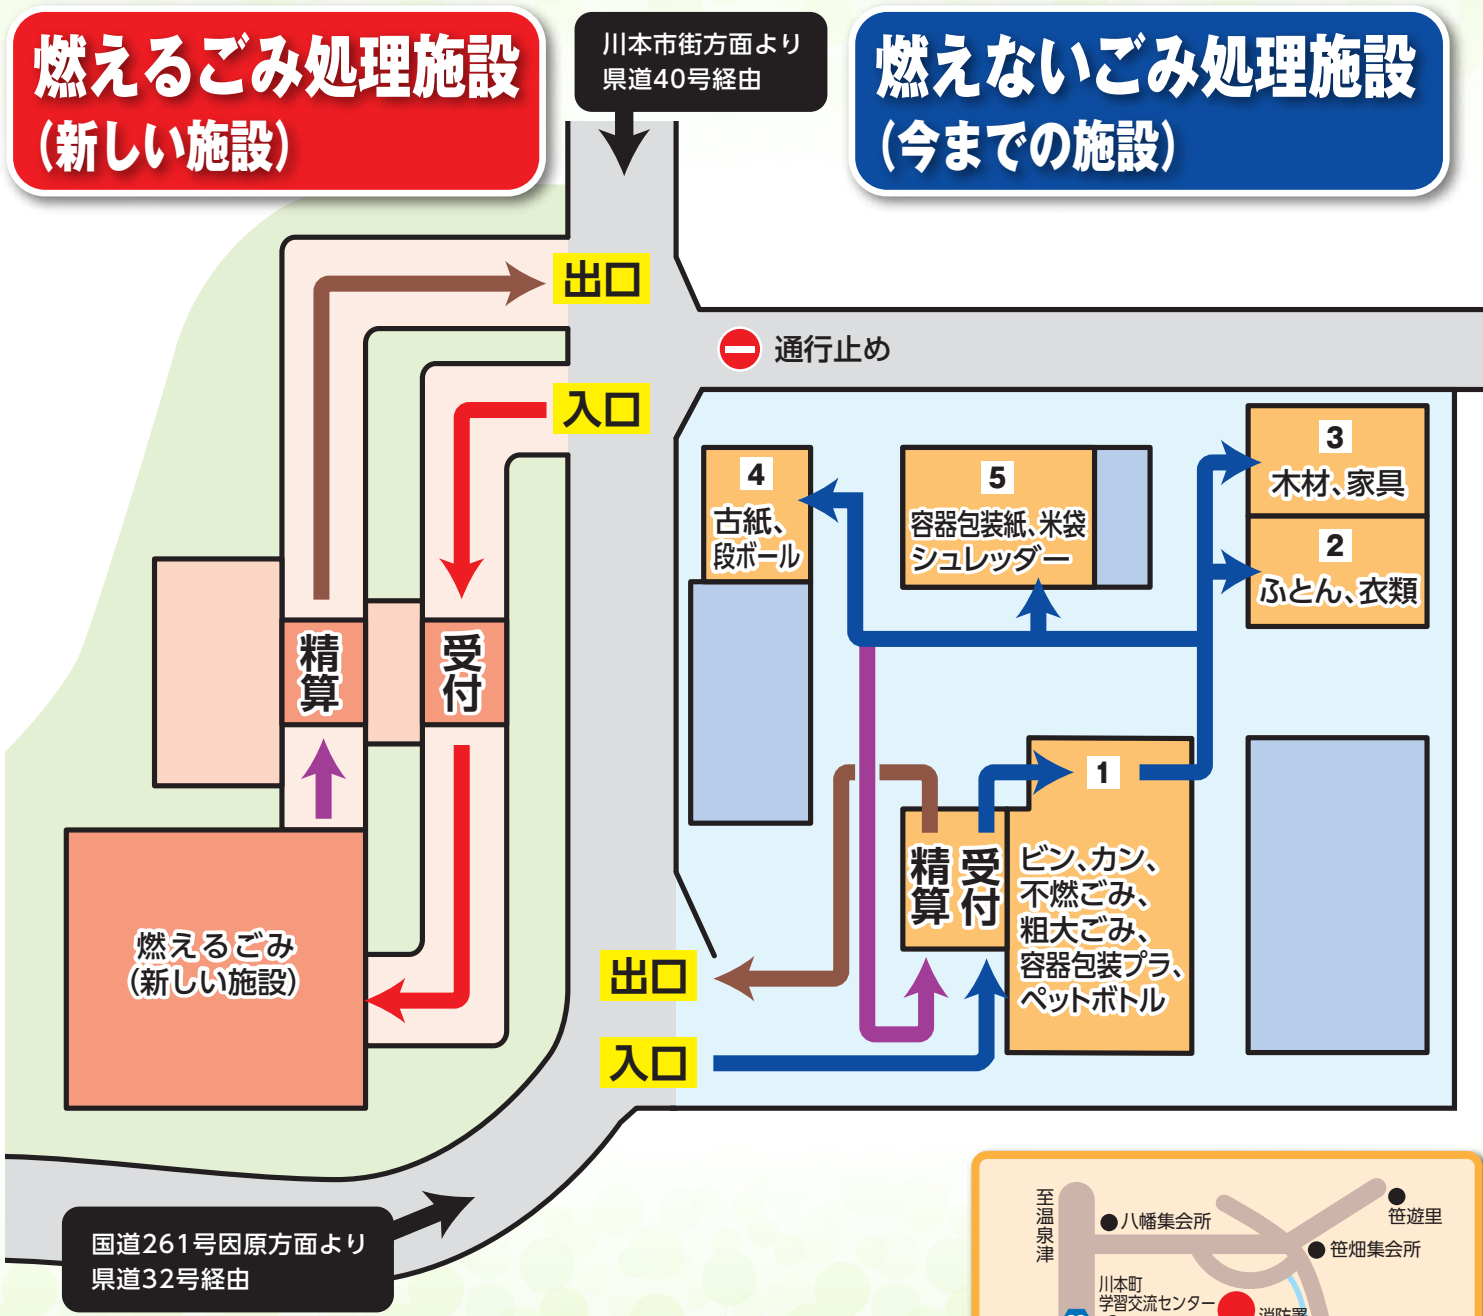 燃えるごみ処理施設
（新しい施設）
川本市街方面より
県道40号経由
燃えないごみ処理施設
（今までの施設）
出口
通行止め
入口
4
古紙、
段ボール
5
容器包装紙、米袋
シュレッダー
3
木材、家具
2
ふとん、衣類
精算
受付
1
ビン、カン、
不燃ごみ、
粗大ごみ、
容器包装プラ、
ペットボトル
精算
受付
燃えるごみ
（新しい施設）
出口
入口
国道261号因原方面より
県道32号経由
至温泉津
八幡集会所
笹遊里
笹畑集会所
川本町
学習交流センター
消防署